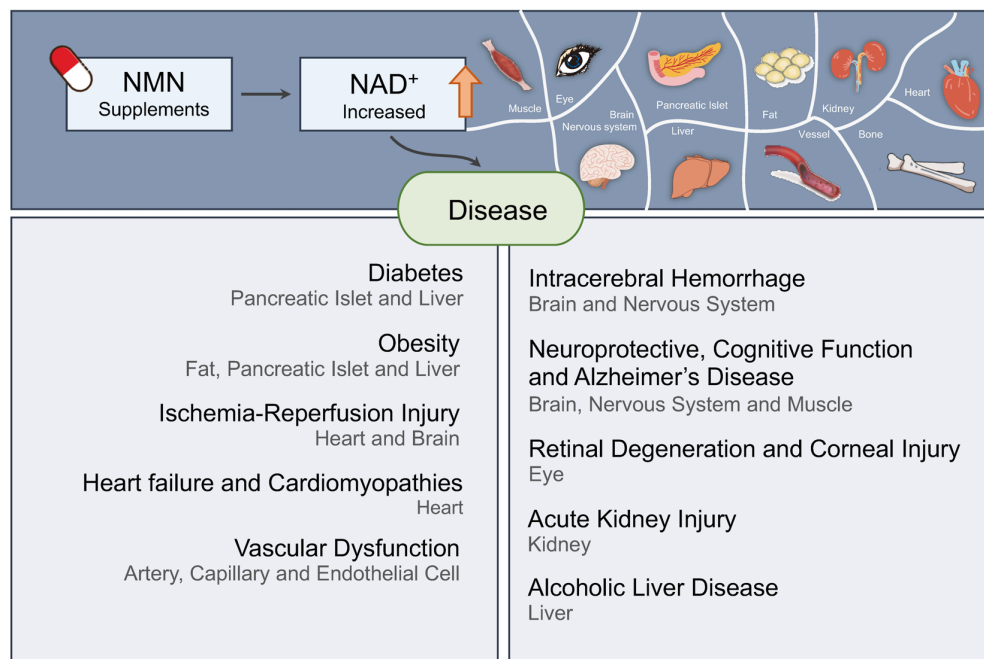 NMN
Supplements
NAD⁺
Increased
Muscle
Eye
Brain
Nervous system
Pancreatic Islet
Liver
Fat
Vessel
Kidney
Bone
Heart
Disease
Diabetes
Pancreatic Islet and Liver
Obesity
Fat, Pancreatic Islet and Liver
Ischemia-Reperfusion Injury
Heart and Brain
Heart failure and Cardiomyopathies
Heart
Vascular Dysfunction
Artery, Capillary and Endothelial Cell
Intracerebral Hemorrhage
Brain and Nervous System
Neuroprotective, Cognitive Function
and Alzheimer’s Disease
Brain, Nervous System and Muscle
Retinal Degeneration and Corneal Injury
Eye
Acute Kidney Injury
Kidney
Alcoholic Liver Disease
Liver